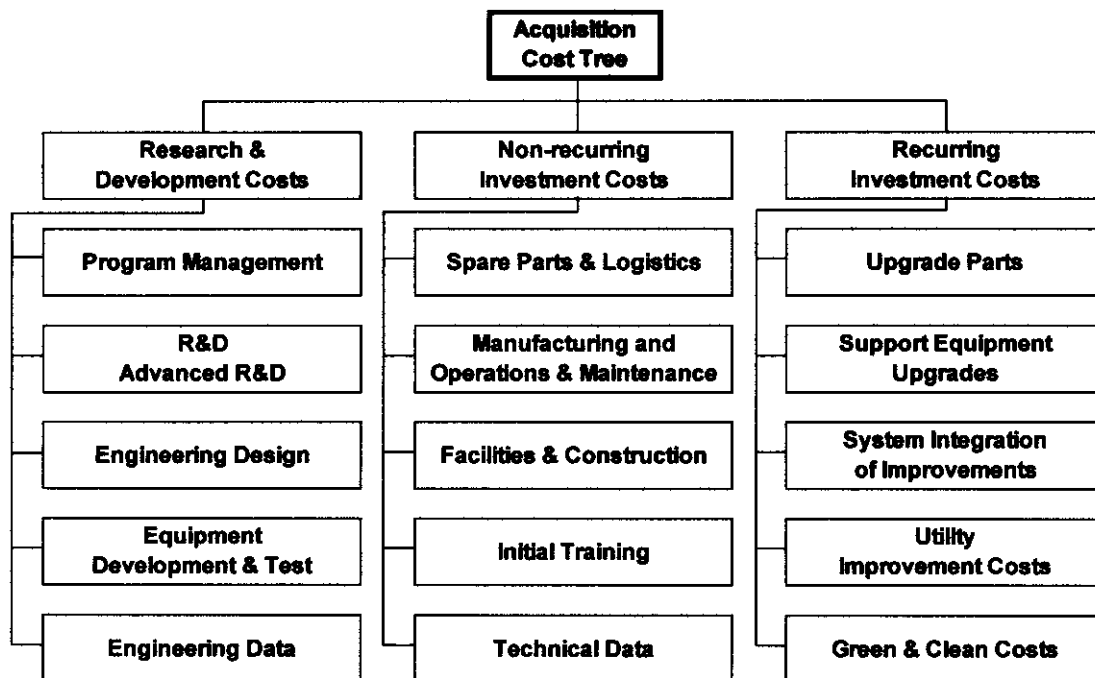 Acquisition
Cost Tree
Research &
Development Costs
Non-recurring
Investment Costs
Recurring
Investment Costs
Program Management
Spare Parts & Logistics
Upgrade Parts
R&D
Advanced R&D
Manufacturing and
Operations & Maintenance
Support Equipment
Upgrades
Engineering Design
Facilities & Construction
System Integration
of Improvements
Equipment
Development & Test
Initial Training
Utility
Improvement Costs
Engineering Data
Technical Data
Green & Clean Costs